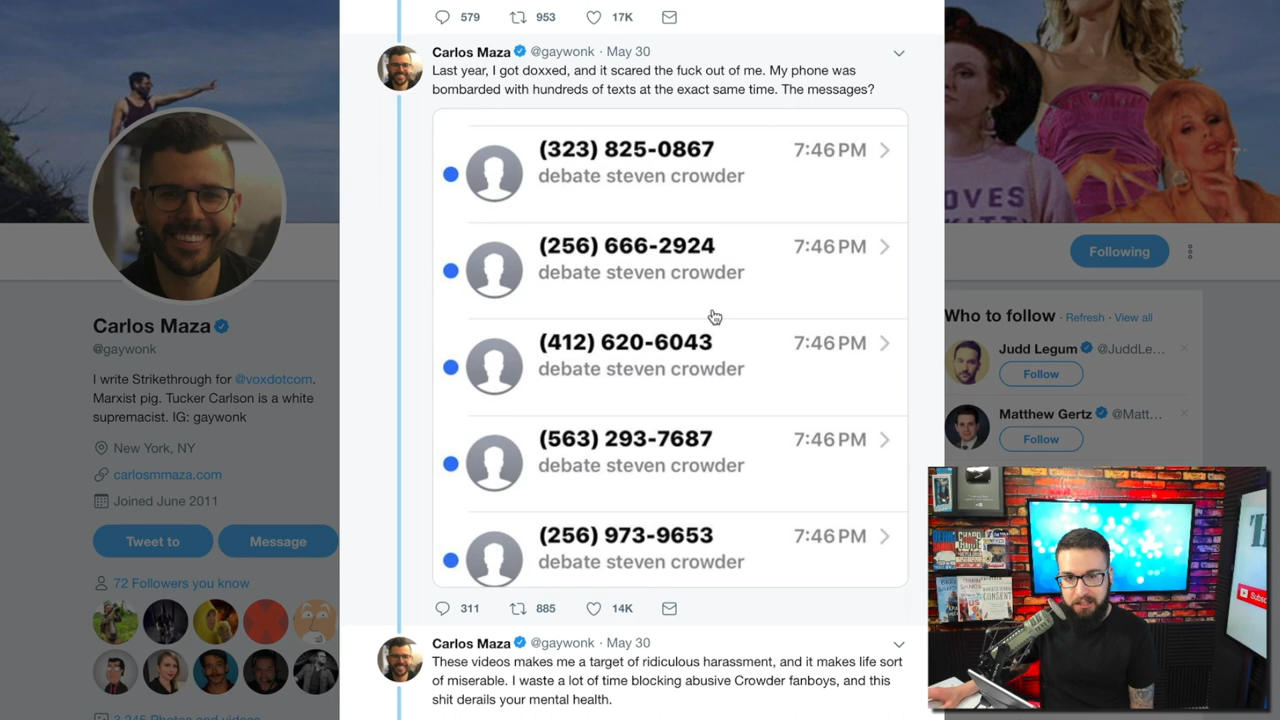 579 953 17K
Carlos Maza @gaywonk · May 30
Last year, I got doxxed, and it scared the fuck out of me. My phone was
bombarded with hundreds of texts at the exact same time. The messages?
(323) 825-0867 7:46 PM
debate steven crowder
(256) 666-2924 7:46 PM
debate steven crowder
(412) 620-6043 7:46 PM
debate steven crowder
(563) 293-7687 7:46 PM
debate steven crowder
(256) 973-9653 7:46 PM
debate steven crowder
311 885 14K
Carlos Maza @gaywonk · May 30
These videos makes me a target of ridiculous harassment, and it makes life sort
of miserable. I waste a lot of time blocking abusive Crowder fanboys, and this
shit derails your mental health.
Carlos Maza
@gaywonk
I write Strikethrough for @voxdotcom.
Marxist pig. Tucker Carlson is a white
supremacist. IG: gaywonk
New York, NY
carlosmmaza.com
Joined June 2011
Tweet to Message
72 Followers you know
3,245 Photos and videos
OVES
Following
Who to follow · Refresh · View all
Judd Legum @JuddLe...
Follow
Matthew Gertz @Matt...
Follow